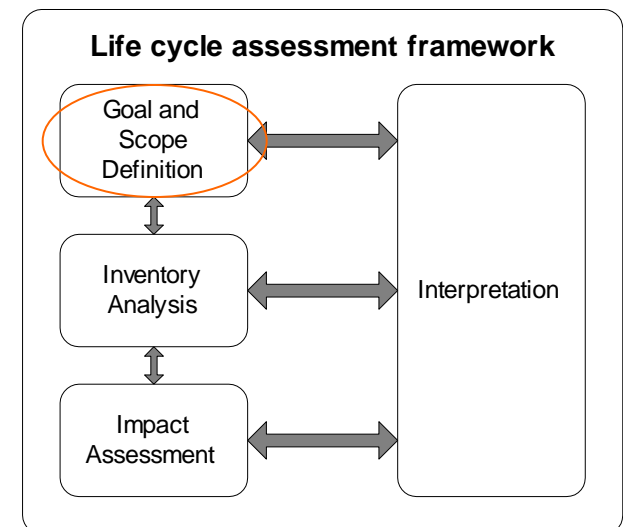 Life cycle assessment framework
Goal and
Scope
Definition
Inventory
Analysis
Interpretation
Impact
Assessment